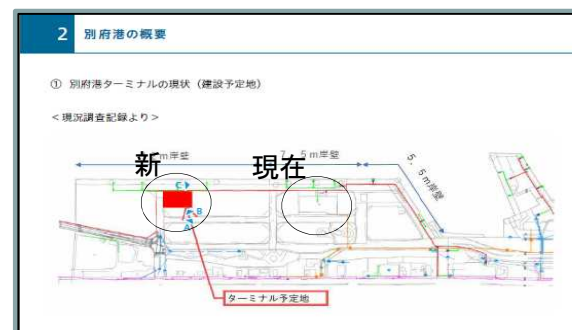 2 別府港の概要
① 別府港ターミナルの現状（建設予定地）
＜現況調査記録より＞
新
現在
m岸壁
7．5m岸壁
5．5m岸壁
C
B
A
ターミナル予定地